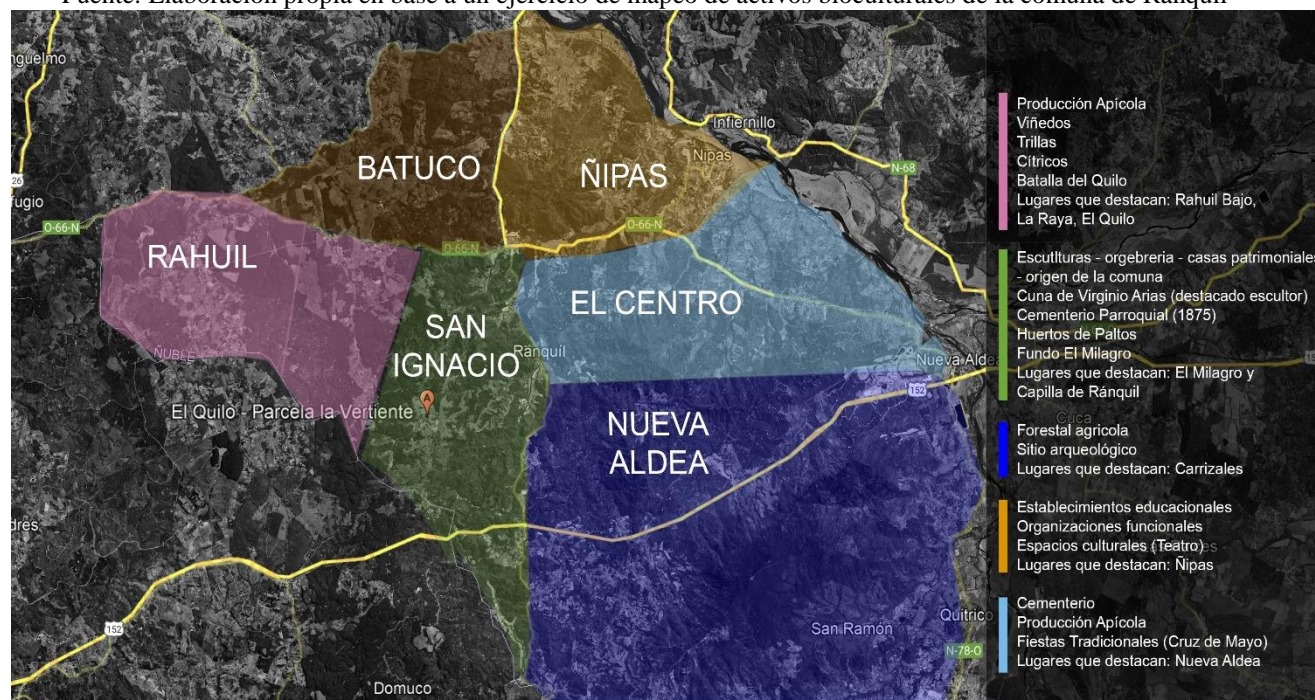 Fuente: Elaboración propia en base a un ejercicio de mapeo de activos bioculturales de la comuna de Ránquil
Infiernillo
BATUCO
ÑIPAS
Nipas
N-68
26
O-66-N
O-66-N
O-66-N
RAHUIL
EL CENTRO
SAN
IGNACIO
Ránquil
ÑUBLE
Nueva Aldea
152
El Quilo - Parcela la Vertiente
A
NUEVA
ALDEA
Cuca
152
San Ramón
Quitrico
N-78-O
Domuco
Producción Apícola
Viñedos
Trillas
Cítricos
Batalla del Quilo
Lugares que destacan: Rahuil Bajo,
La Raya, El Quilo
Escutlturas - orgebreria - casas patrimoniales
- origen de la comuna
Cuna de Virginio Arias (destacado escultor)
Cementerio Parroquial (1875)
Huertos de Paltos
Fundo El Milagro
Lugares que destacan: El Milagro y
Capilla de Ránquil
Forestal agricola
Sitio arqueológico
Lugares que destacan: Carrizales
Establecimientos educacionales
Organizaciones funcionales
Espacios culturales (Teatro)
Lugares que destacan: Ñipas
Cementerio
Producción Apícola
Fiestas Tradicionales (Cruz de Mayo)
Lugares que destacan: Nueva Aldea